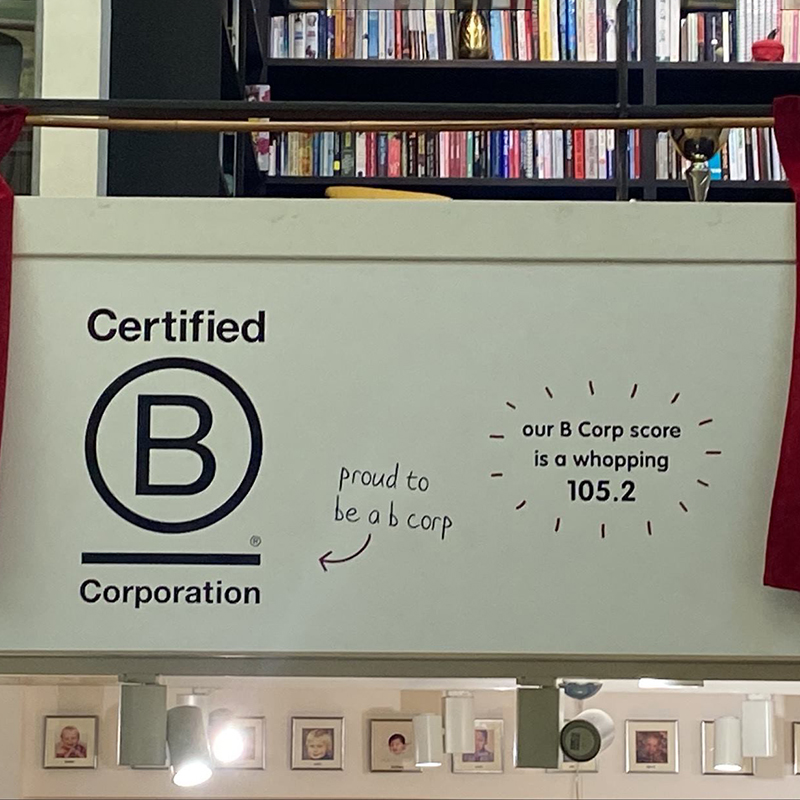 Certified
B
®
Corporation
proud to
be a b corp
our B Corp score
is a whopping
105.2